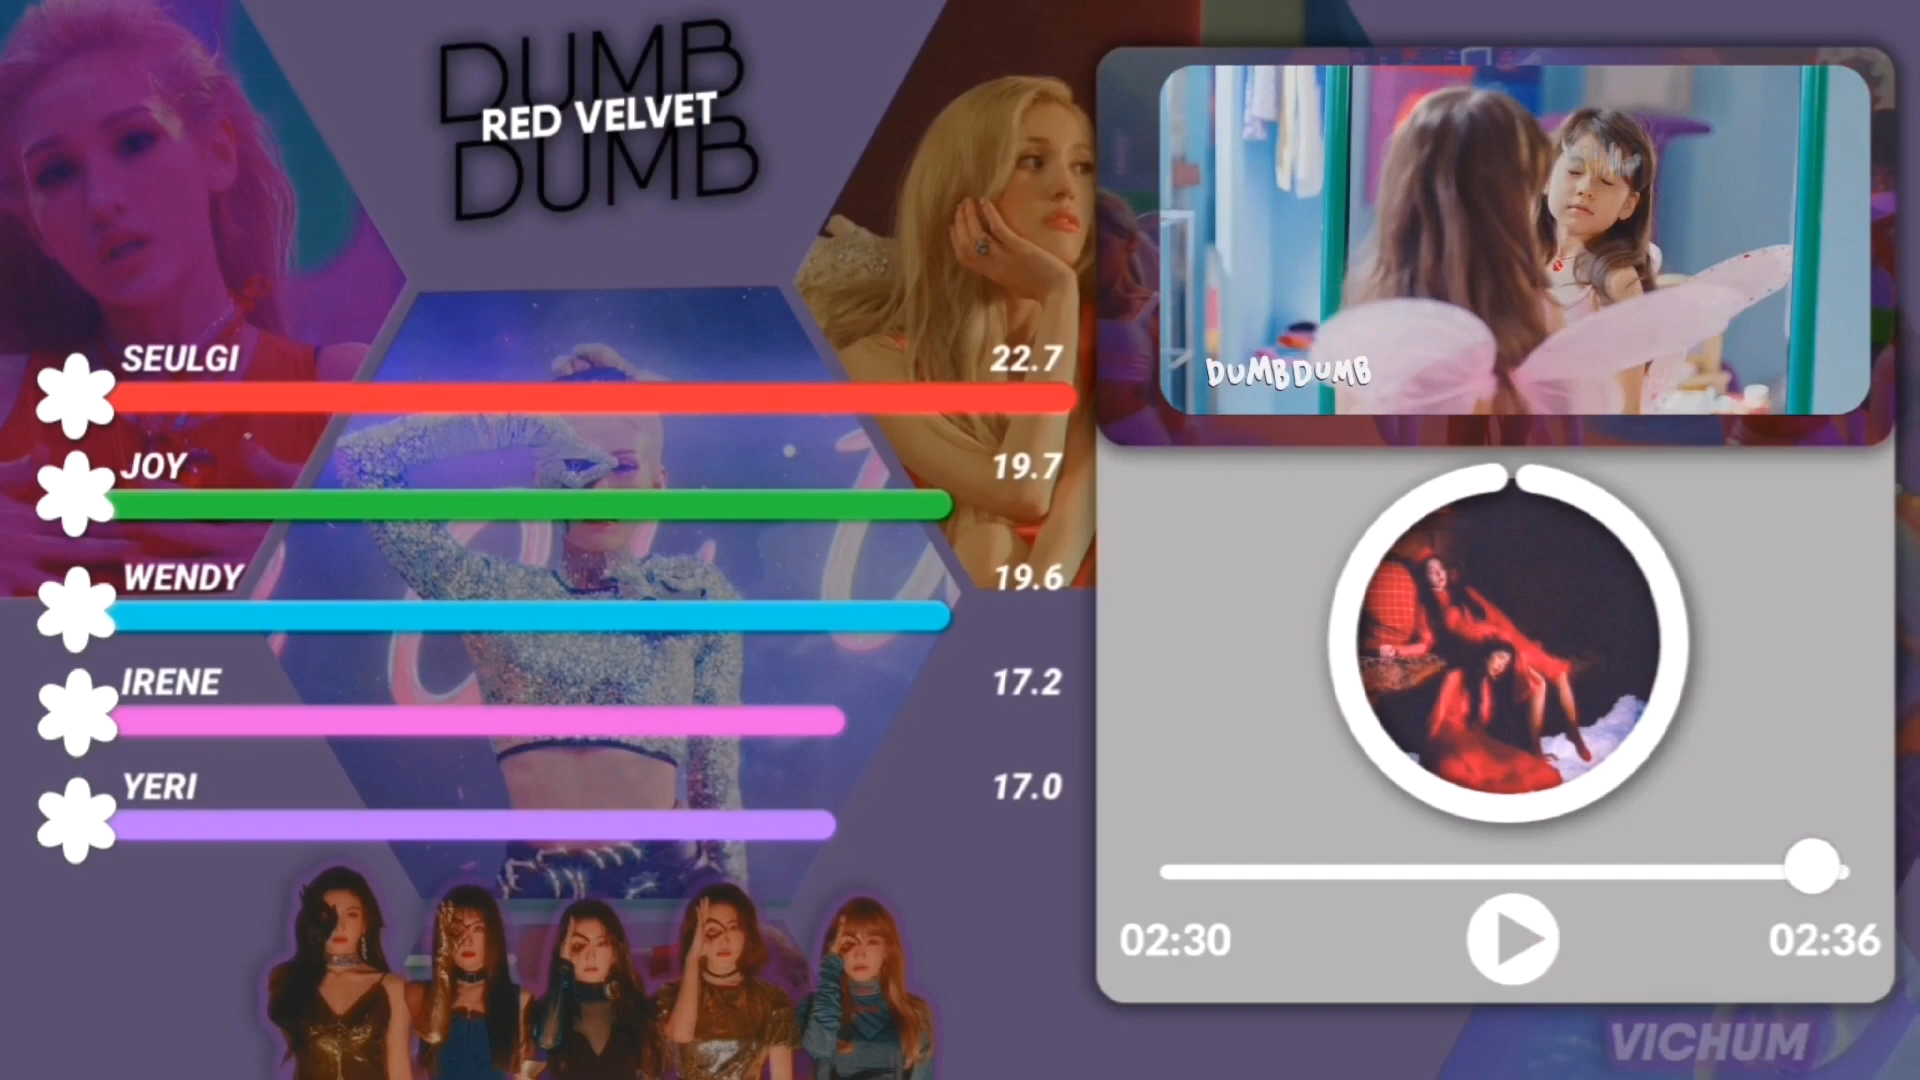 DUMB
RED VELVET
DUMB
SEULGI 22.7
JOY 19.7
WENDY 19.6
IRENE 17.2
YERI 17.0
DUMB DUMB
02:30 02:36
VICHUM